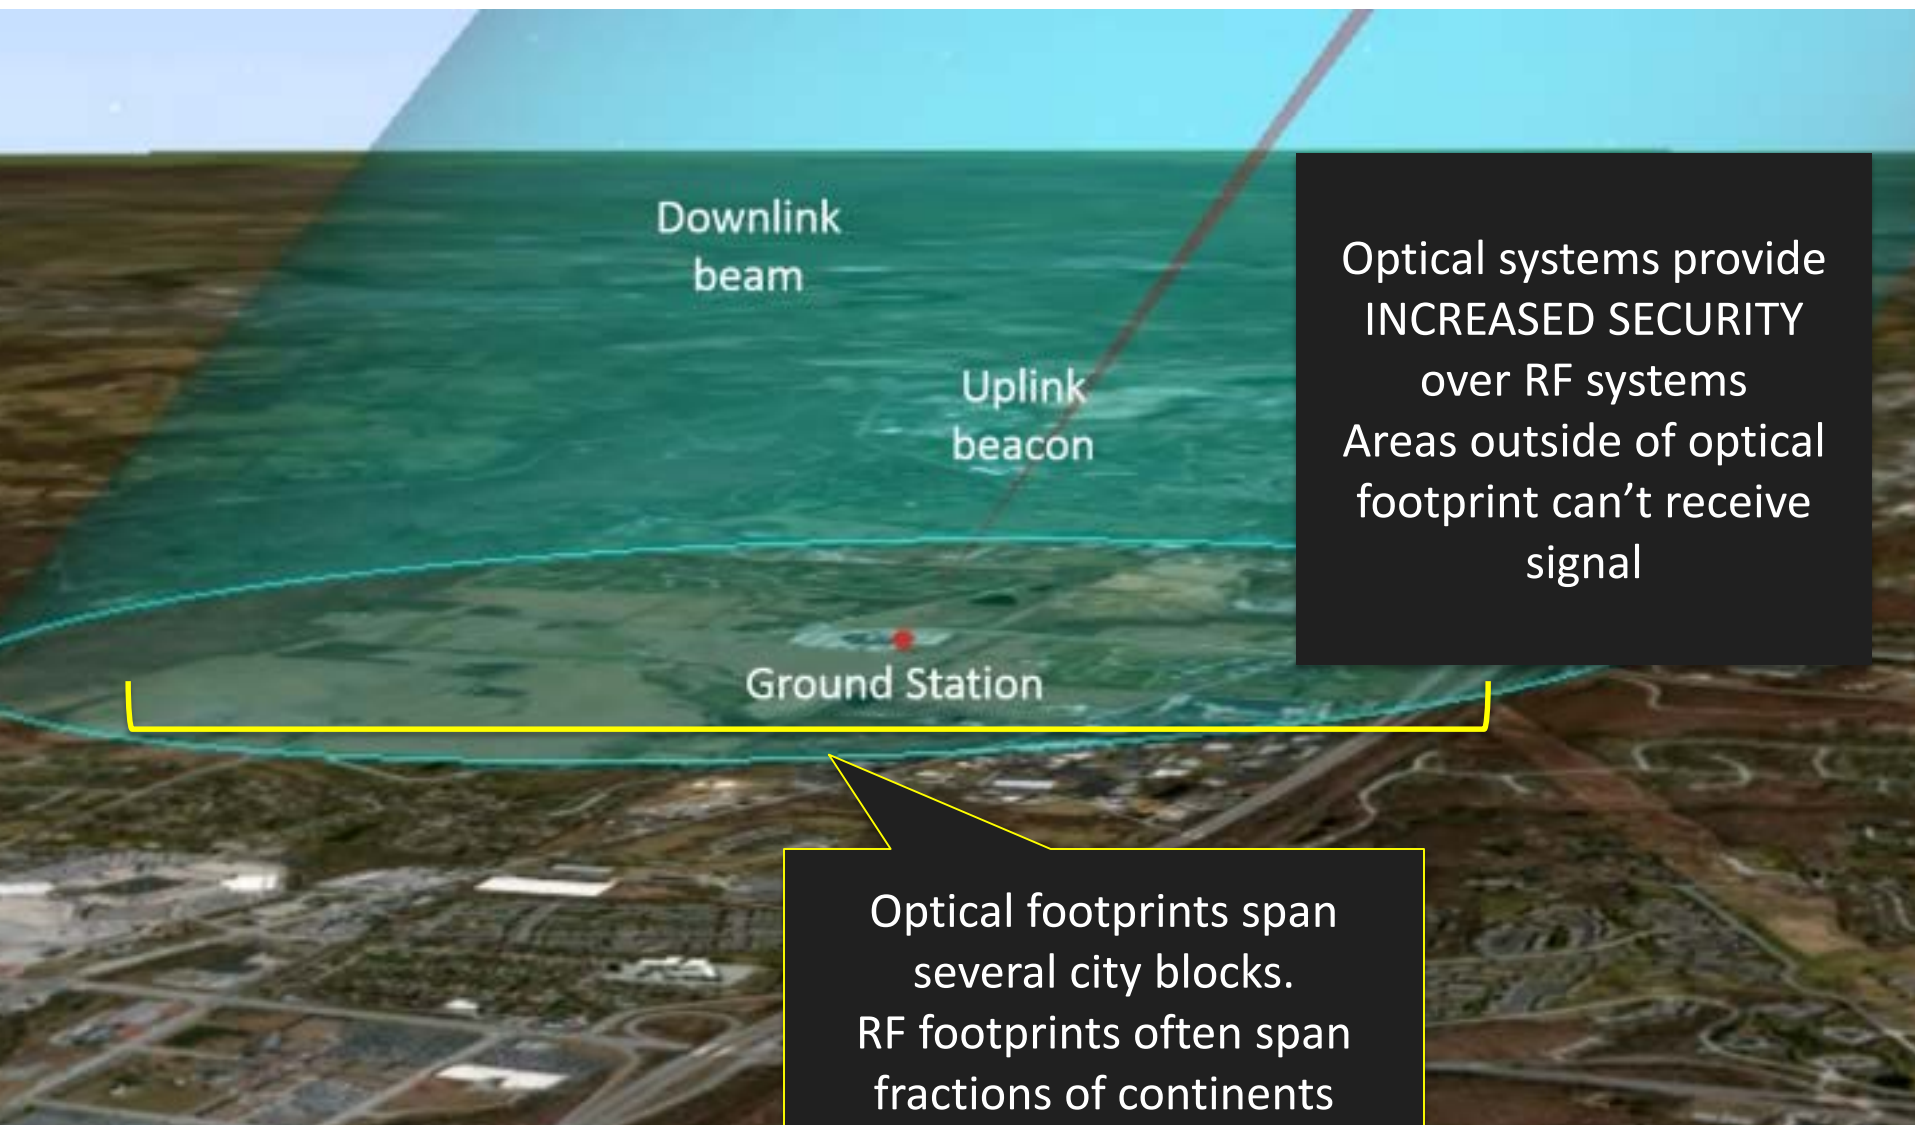 Downlink
beam
Uplink
beacon
Ground Station
Optical systems provide
INCREASED SECURITY
over RF systems
Areas outside of optical
footprint can’t receive
signal
Optical footprints span
several city blocks.
RF footprints often span
fractions of continents